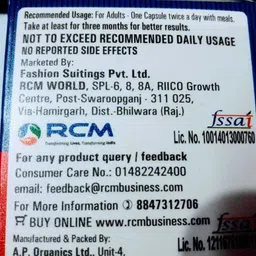 Recommended Usage: For Adults - One Capsule twice a day with meals.
Take at least for three months for better results.
NOT TO EXCEED RECOMMENDED DAILY USAGE
NO REPORTED SIDE EFFECTS
Marketed By:
Fashion Suitings Pvt. Ltd.
RCM WORLD, SPL-6, 8, 8A, RIICO Growth
Centre, Post-Swaroopganj - 311 025,
Via-Hamirgarh, Dist.-Bhilwara (Raj.)
fssai
RCM
Transforming Lives, Transforming India
Lic. No. 10014013000760
For any product query / feedback
Consumer Care No.: 01482242400
email: feedback@rcmbusiness.com
For More Information 8847312706
BUY ONLINE www.rcmbusiness.com
fssai
Manufactured & Packed By:
Lic. No.
A.P. Organics Ltd., Unit-4,